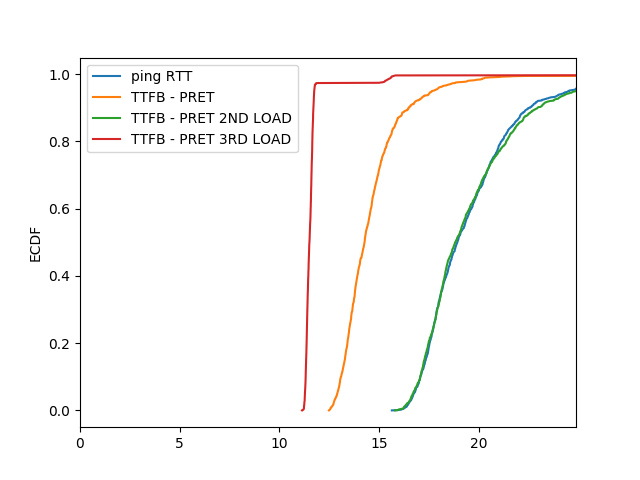 ping RTT
TTFB - PRET
TTFB - PRET 2ND LOAD
TTFB - PRET 3RD LOAD
ECDF
1.0
0.8
0.6
0.4
0.2
0.0
0 5 10 15 20